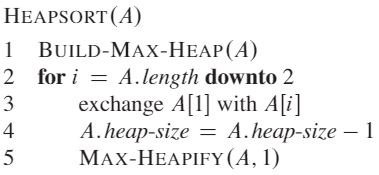 HEAPSORT(A)
1 BUILD-MAX-HEAP(A)
2 for i = A.length downto 2
3 exchange A[1] with A[i]
4 A.heap-size = A.heap-size − 1
5 MAX-HEAPIFY(A, 1)